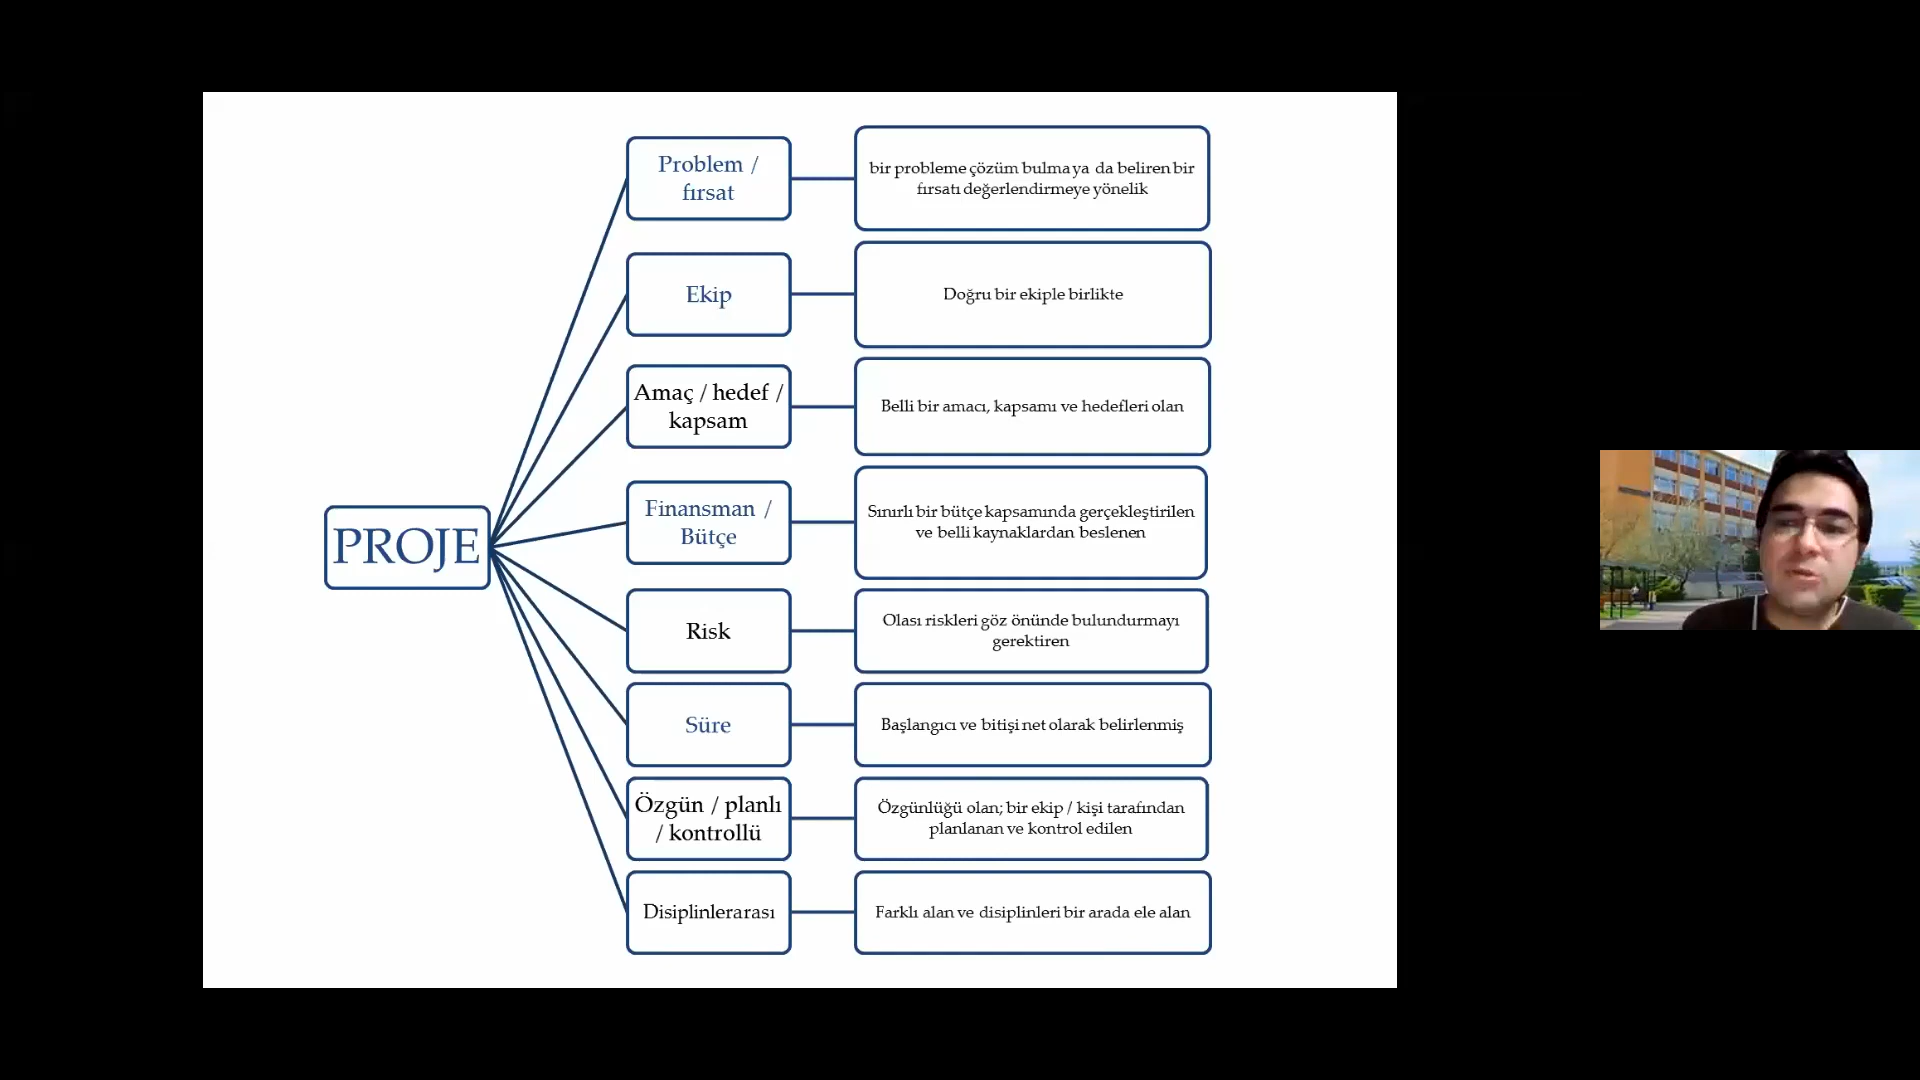 PROJE
Problem /
fırsat
bir probleme çözüm bulma ya da beliren bir
fırsatı değerlendirmeye yönelik
Ekip
Doğru bir ekiple birlikte
Amaç / hedef /
kapsam
Belli bir amacı, kapsamı ve hedefleri olan
Finansman /
Bütçe
Sınırlı bir bütçe kapsamında gerçekleştirilen
ve belli kaynaklardan beslenen
Risk
Olası riskleri göz önünde bulundurmayı
gerektiren
Süre
Başlangıcı ve bitişi net olarak belirlenmiş
Özgün / planlı
/ kontrollü
Özgünlüğü olan; bir ekip / kişi tarafından
planlanan ve kontrol edilen
Disiplinlerarası
Farklı alan ve disiplinleri bir arada ele alan